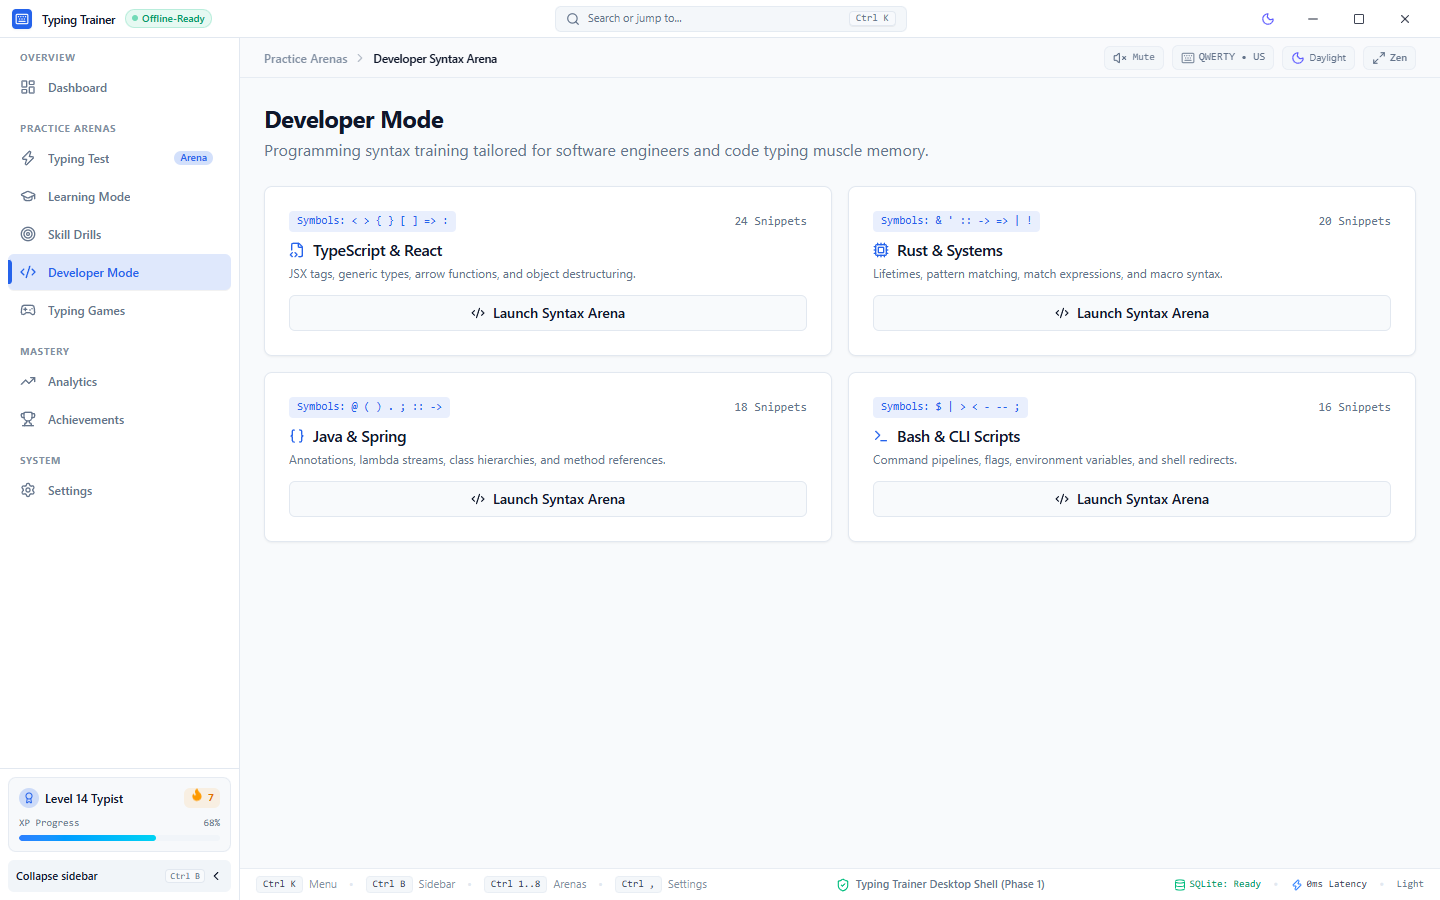 Typing Trainer
Offline-Ready
Search or jump to...
Ctrl K
OVERVIEW
Dashboard
PRACTICE ARENAS
Typing Test
Arena
Learning Mode
Skill Drills
Developer Mode
Typing Games
MASTERY
Analytics
Achievements
SYSTEM
Settings
Level 14 Typist
7
XP Progress
68%
Collapse sidebar
Ctrl B
Practice Arenas
Developer Syntax Arena
Mute
QWERTY • US
Daylight
Zen
Developer Mode
Programming syntax training tailored for software engineers and code typing muscle memory.
Symbols: < > { } [ ] => :
24 Snippets
TypeScript & React
JSX tags, generic types, arrow functions, and object destructuring.
Launch Syntax Arena
Symbols: & ' :: -> => | !
20 Snippets
Rust & Systems
Lifetimes, pattern matching, match expressions, and macro syntax.
Launch Syntax Arena
Symbols: @ ( ) . ; :: ->
18 Snippets
Java & Spring
Annotations, lambda streams, class hierarchies, and method references.
Launch Syntax Arena
Symbols: $ | > < - -- ;
16 Snippets
Bash & CLI Scripts
Command pipelines, flags, environment variables, and shell redirects.
Launch Syntax Arena
Ctrl K Menu • Ctrl B Sidebar • Ctrl 1..8 Arenas • Ctrl , Settings
Typing Trainer Desktop Shell (Phase 1)
SQLite: Ready • 0ms Latency • Light